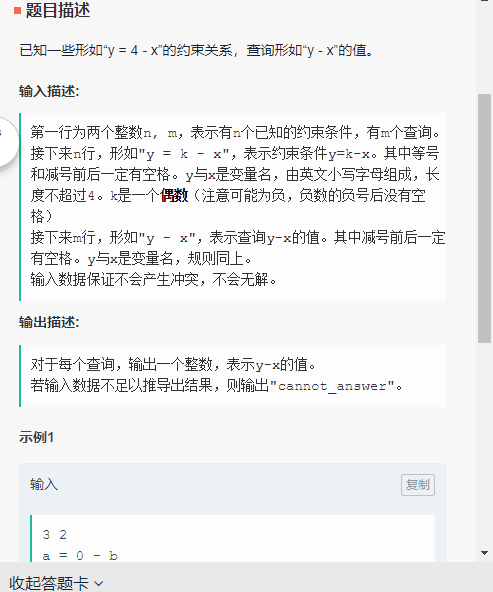 题目描述
已知一些形如“y = 4 - x”的约束关系，查询形如“y - x”的值。
输入描述:
第一行为两个整数n, m，表示有n个已知的约束条件，有m个查询。
接下来n行，形如"y = k - x"，表示约束条件y=k-x。其中等号
和减号前后一定有空格。y与x是变量名，由英文小写字母组成，长
度不超过4。k是一个偶数（注意可能为负，负数的负号后没有空
格）
接下来m行，形如"y - x"，表示查询y-x的值。其中减号前后一定
有空格。y与x是变量名，规则同上。
输入数据保证不会产生冲突，不会无解。
输出描述:
对于每个查询，输出一个整数，表示y-x的值。
若输入数据不足以推导出结果，则输出"cannot_answer"。
示例1
输入
复制
3 2
a = 0 - b
收起答题卡